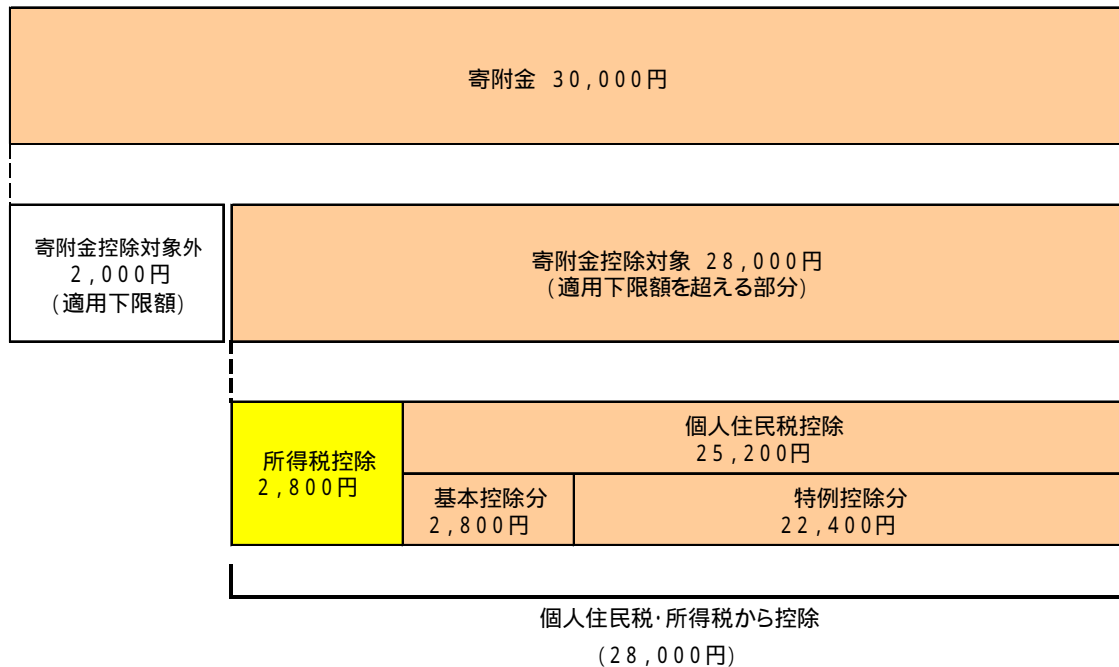 寄附金 30,000円
寄附金控除対象外
2,000円
(適用下限額)
寄附金控除対象 28,000円
(適用下限額を超える部分)
所得税控除
2,800円
個人住民税控除
25,200円
基本控除分
2,800円
特例控除分
22,400円
個人住民税･所得税から控除
(28,000円)